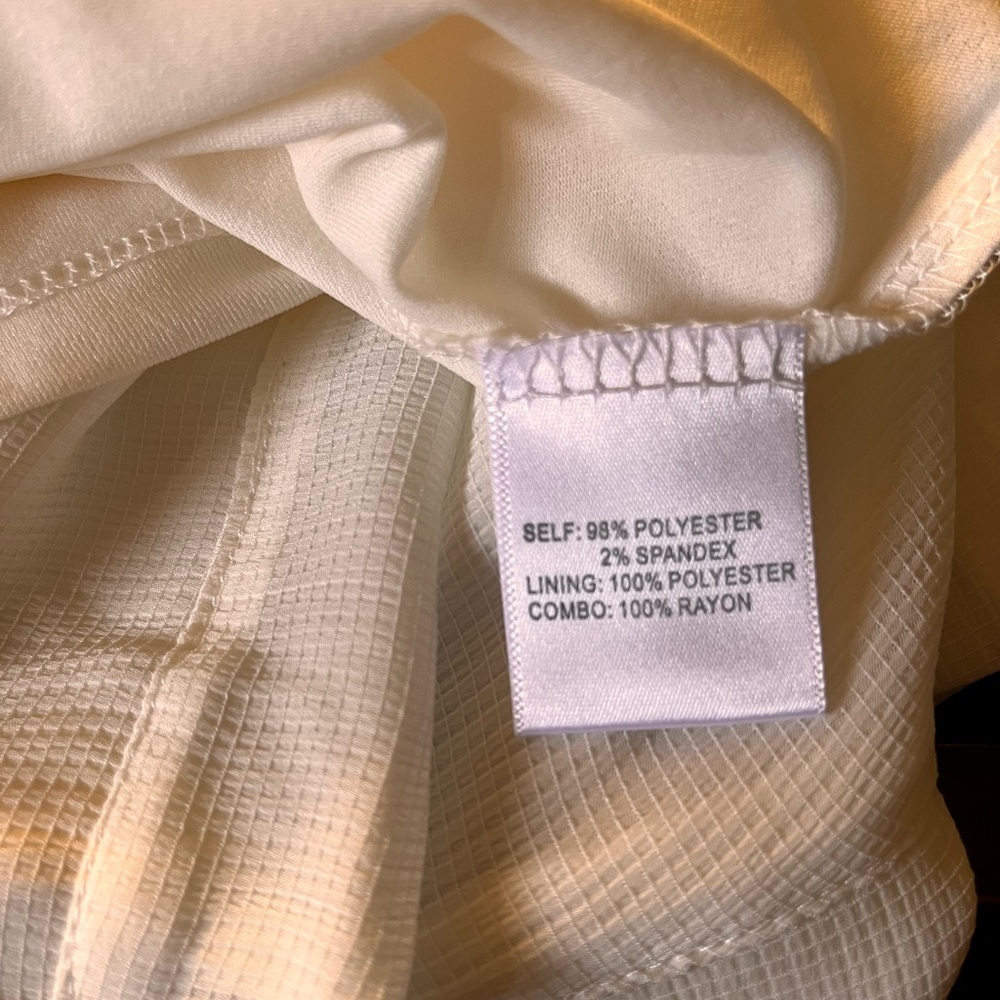 SELF: 98% POLYESTER
2% SPANDEX
LINING: 100% POLYESTER
COMBO: 100% RAYON